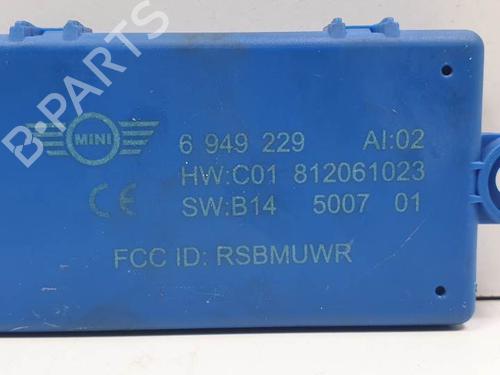 MINI
6 949 229 AI:02
HW:C01 812061023
CE
SW:B14 5007 01
FCC ID: RSBMUWR
B-PARTS